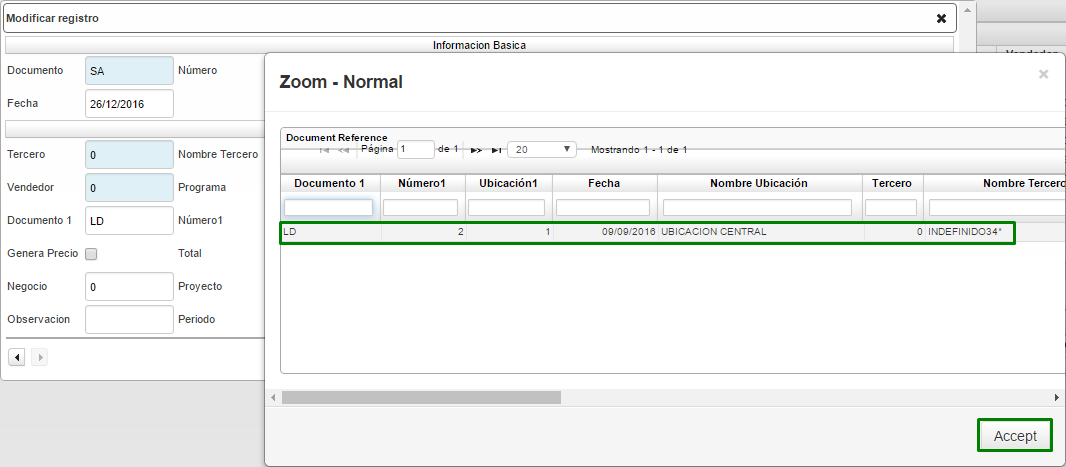 Modificar registro
Informacion Basica
Documento SA Número
Fecha 26/12/2016
Tercero 0 Nombre Tercero
Vendedor 0 Programa
Documento 1 LD Número1
Genera Precio Total
Negocio 0 Proyecto
Observacion Periodo
Zoom - Normal
Document Reference
Página 1 de 1 20 Mostrando 1 - 1 de 1
Documento 1 Número1 Ubicación1 Fecha Nombre Ubicación Tercero Nombre Tercero
LD 2 1 09/09/2016 UBICACION CENTRAL 0 INDEFINIDO34*
Accept